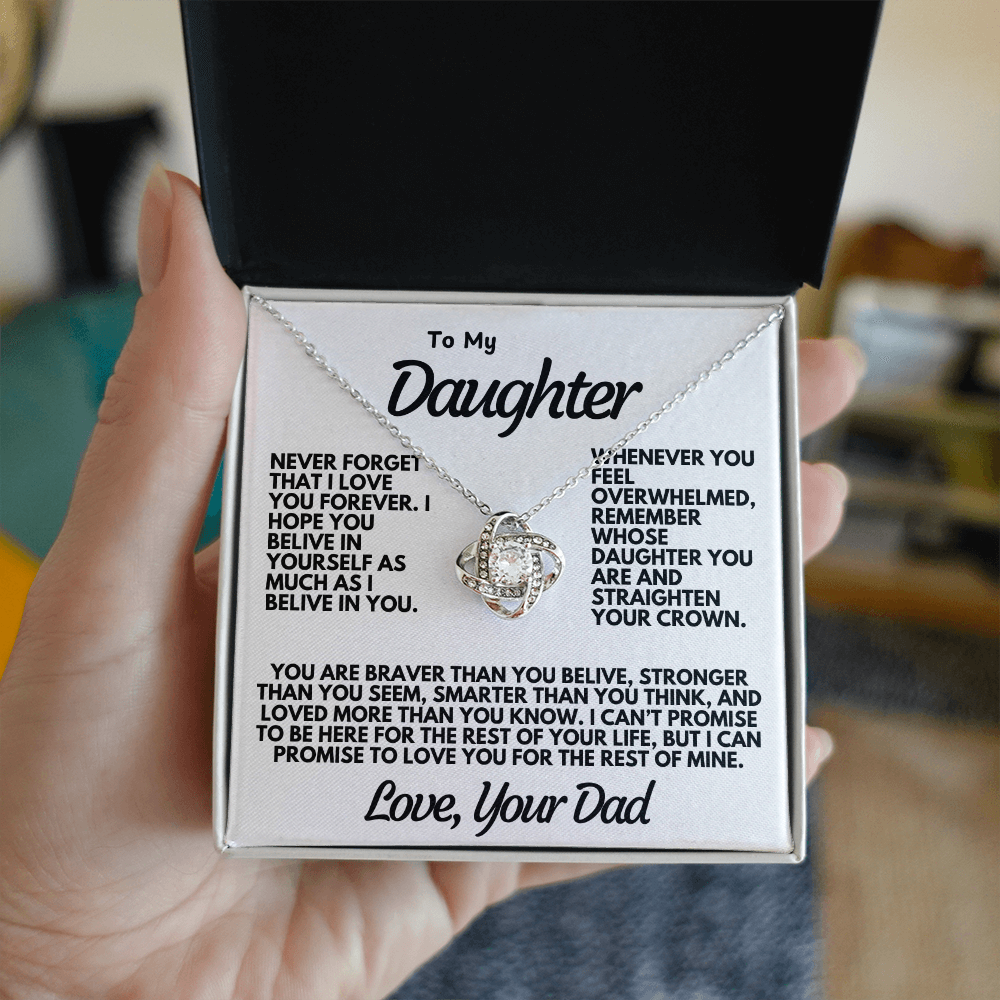 To My
Daughter
NEVER FORGET
THAT I LOVE
YOU FOREVER. I
HOPE YOU
BELIVE IN
YOURSELF AS
MUCH AS I
BELIVE IN YOU.
WHENEVER YOU
FEEL
OVERWHELMED,
REMEMBER
WHOSE
DAUGHTER YOU
ARE AND
STRAIGHTEN
YOUR CROWN.
YOU ARE BRAVER THAN YOU BELIVE, STRONGER
THAN YOU SEEM, SMARTER THAN YOU THINK, AND
LOVED MORE THAN YOU KNOW. I CAN'T PROMISE
TO BE HERE FOR THE REST OF YOUR LIFE, BUT I CAN
PROMISE TO LOVE YOU FOR THE REST OF MINE.
Love, Your Dad